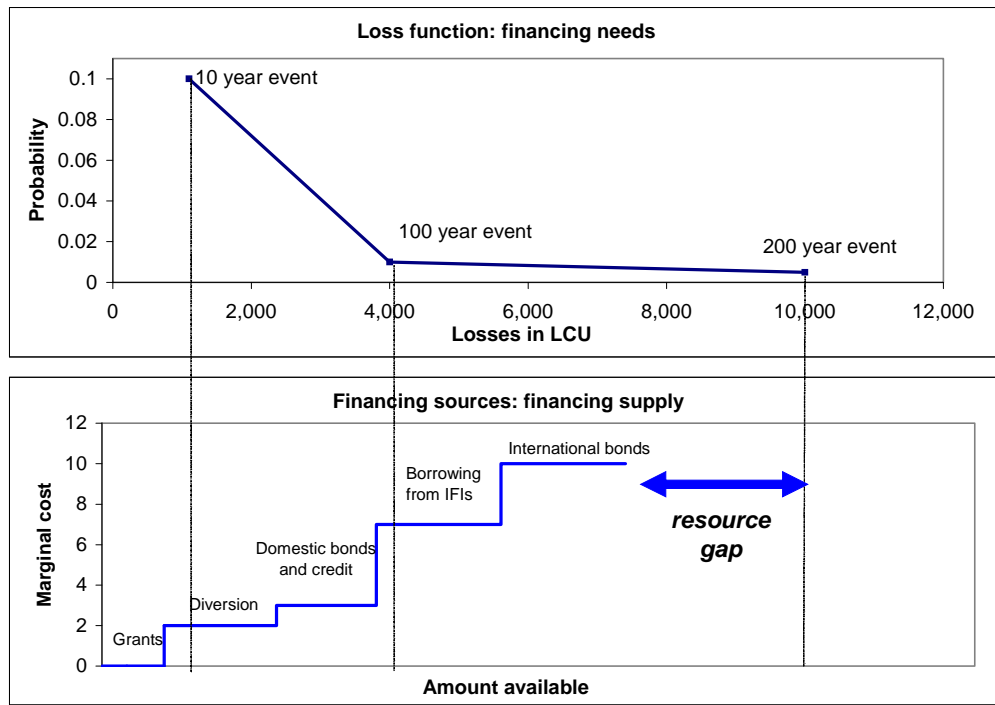 Loss function: financing needs
Probability
0.1
0.08
0.06
0.04
0.02
0
10 year event
100 year event
200 year event
0
2,000
4,000
6,000
8,000
10,000
12,000
Losses in LCU
Financing sources: financing supply
Marginal cost
12
10
8
6
4
2
0
Grants
Diversion
Domestic bonds
and credit
Borrowing
from IFIs
International bonds
resource
gap
Amount available